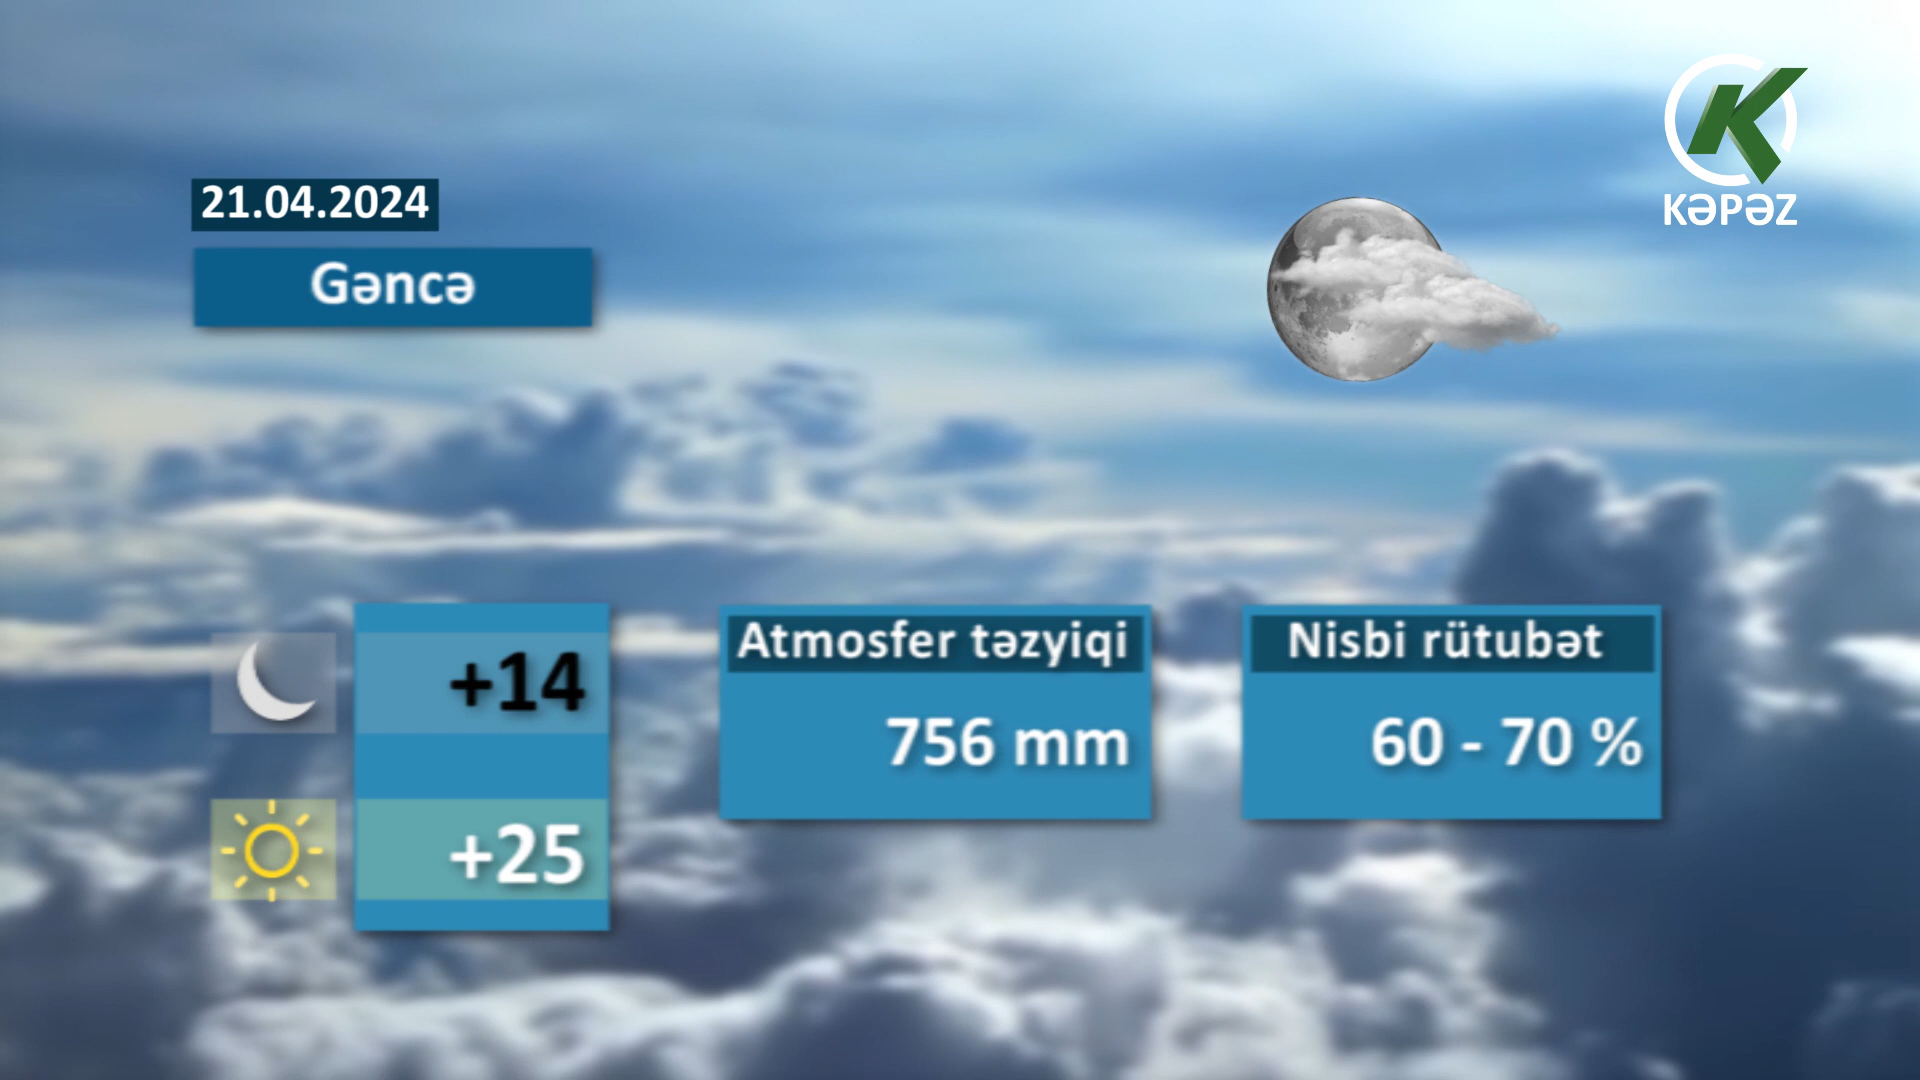 KƏPƏZ
21.04.2024
Gəncə
+14
+25
Atmosfer təzyiqi
756 mm
Nisbi rütubət
60 - 70 %